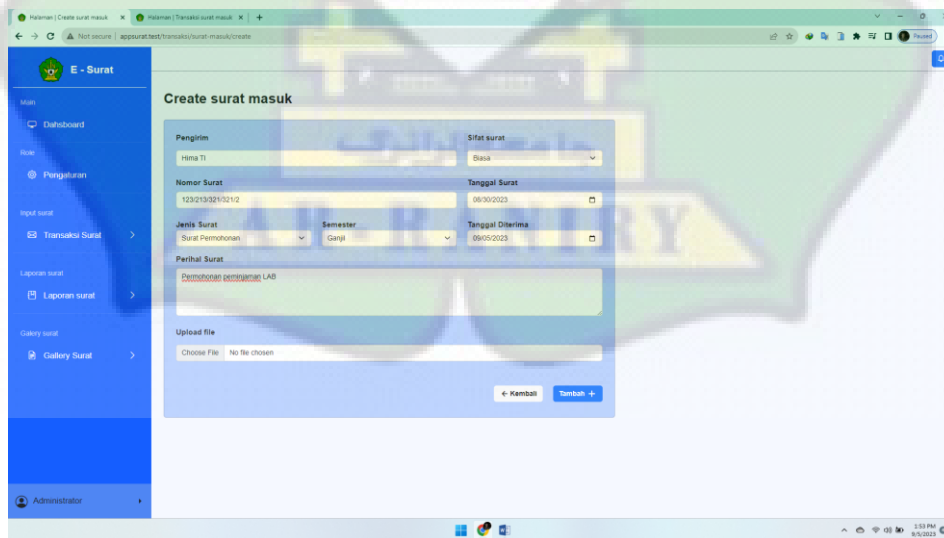 Halaman | Create surat masuk
Halaman | Transaksi surat masuk
Not secure
appsurat.test/transaksi/surat-masuk/create
Paused
E - Surat
Main
Dahsboard
Role
Pengaturan
Input surat
Transaksi Surat
Laporan surat
Laporan surat
Galery surat
Gallery Surat
Administrator
Create surat masuk
Pengirim
Sifat surat
Hima TI
Biasa
Nomor Surat
Tanggal Surat
123/213/321/321/2
08/30/2023
Jenis Surat
Semester
Tanggal Diterima
Surat Permohonan
Ganjil
09/05/2023
Perihal Surat
Permohonan peminjaman LAB
Upload file
Choose File No file chosen
Kembali
Tambah +
AR-RANIRY
1:53 PM
9/5/2023